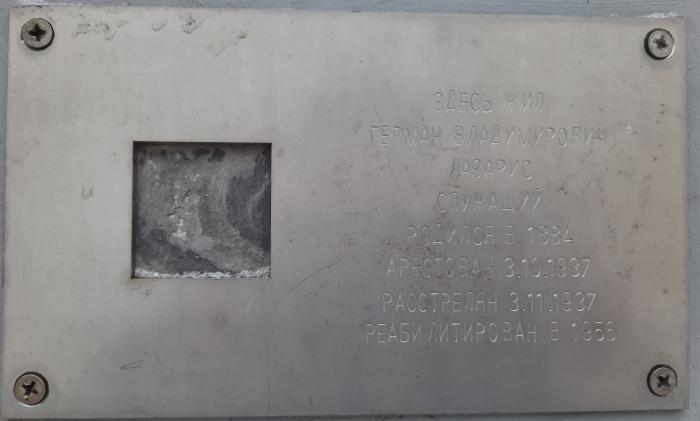 ЗДЕСЬ ЖИЛ
ГЕРМАН ВЛАДИМИРОВИЧ
ЛАЗАРИС
СЛУЖАЩИЙ
РОДИЛСЯ В 1884
АРЕСТОВАН 3.10.1937
РАССТРЕЛЯН 3.11.1937
РЕАБИЛИТИРОВАН В 1956